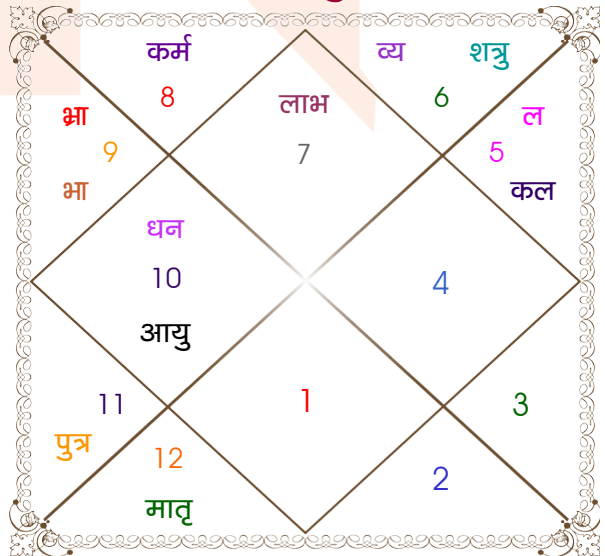 कर्म व्य शत्रु
8 लाभ 6
भ्रा ल
9 7 5
भा कल
धन
10 4
आयु
11 1 3
पुत्र 12 2
मातृ